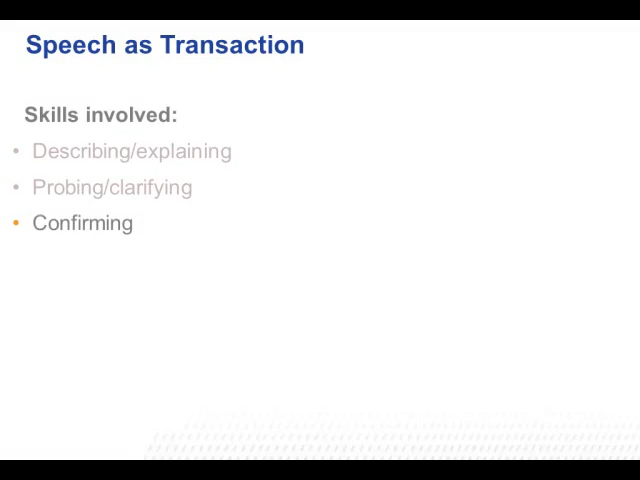 Speech as Transaction
Skills involved:
• Describing/explaining
• Probing/clarifying
• Confirming